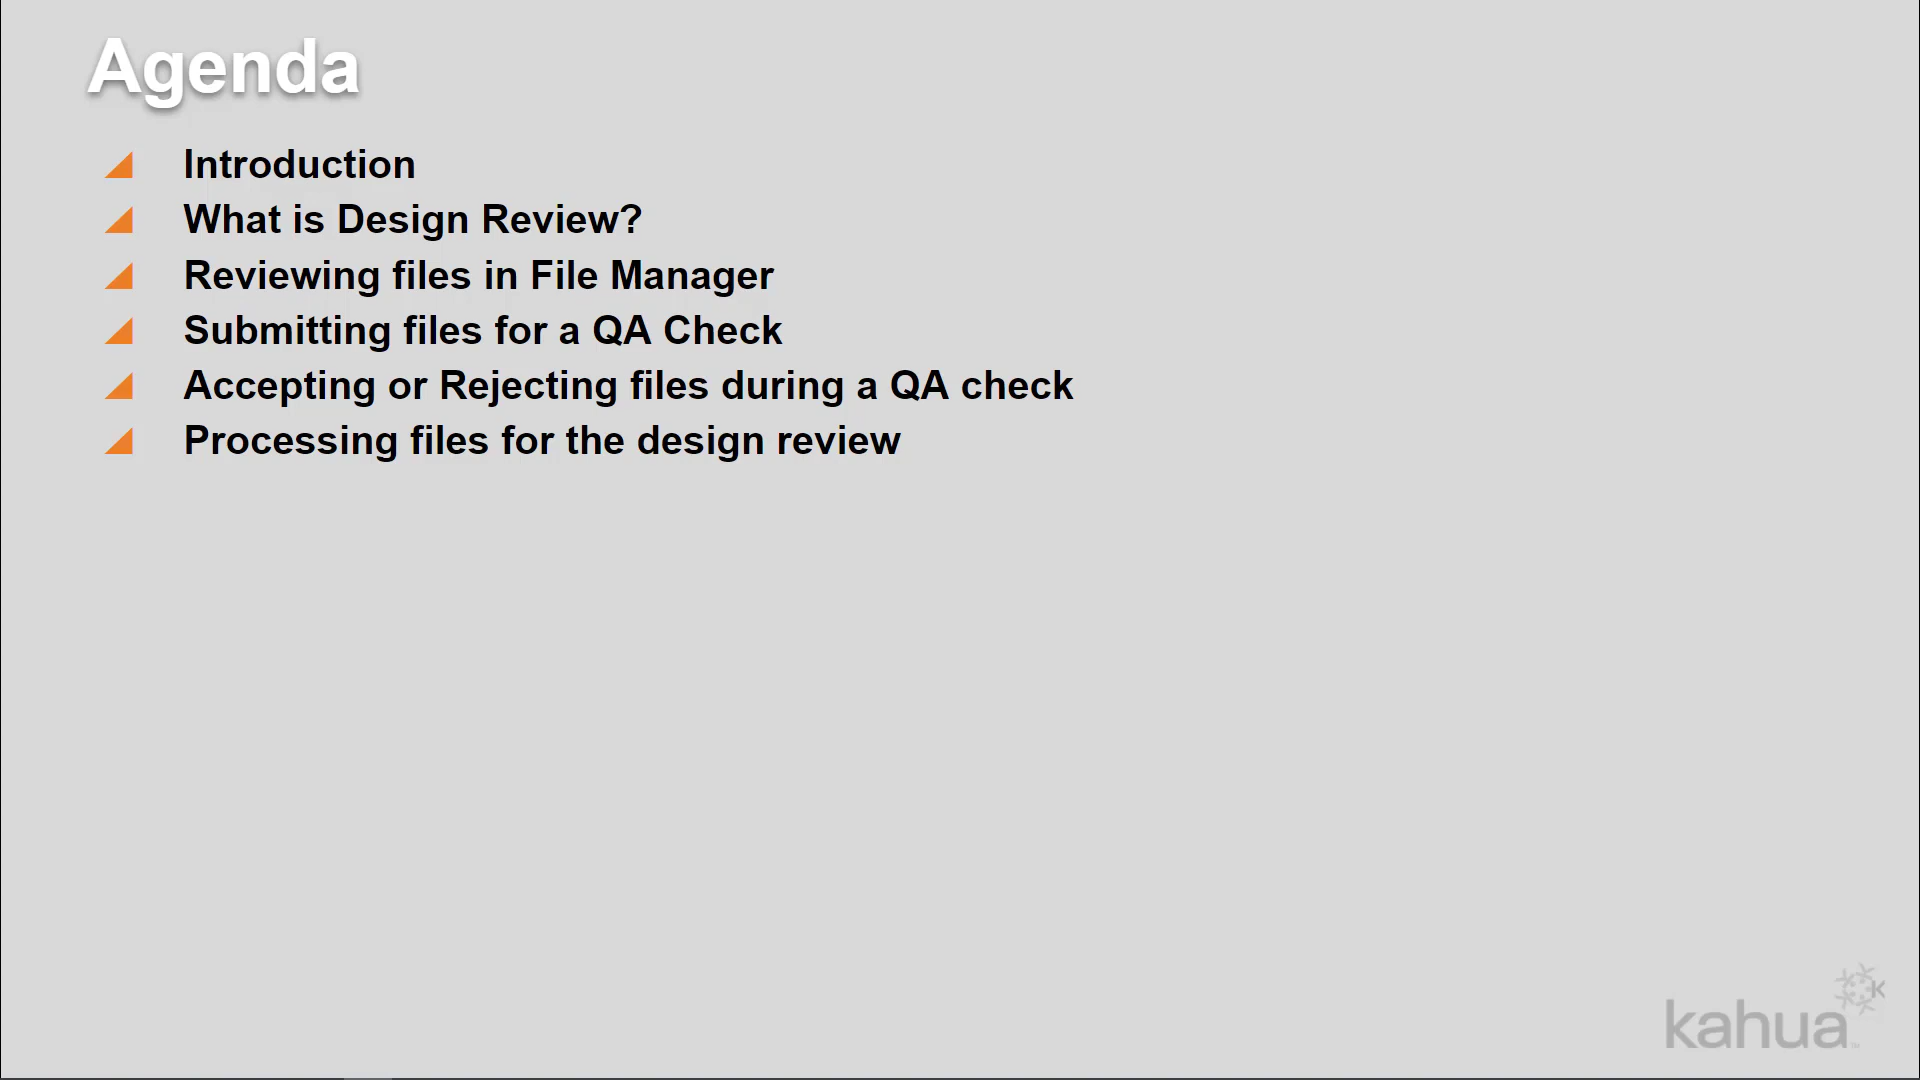 Agenda
Introduction
What is Design Review?
Reviewing files in File Manager
Submitting files for a QA Check
Accepting or Rejecting files during a QA check
Processing files for the design review
kahua